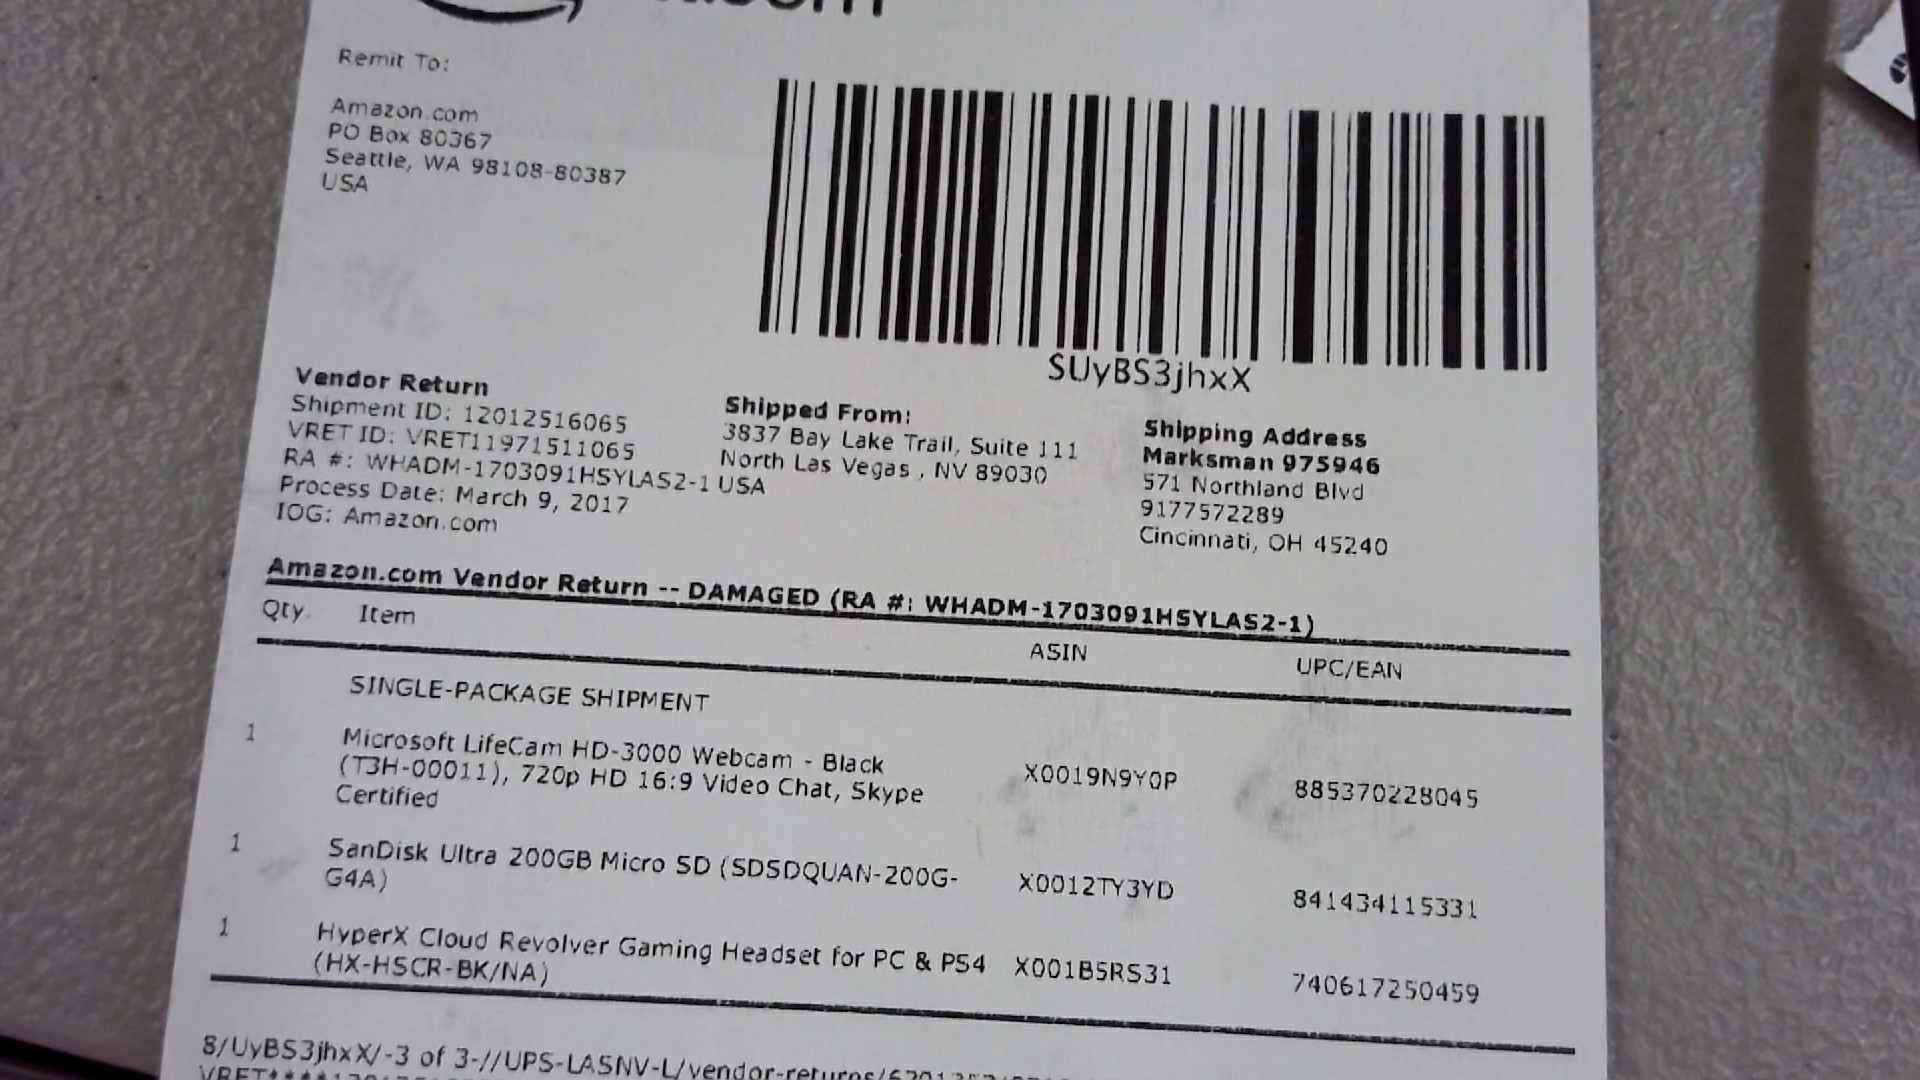 .com
Remit To:
Amazon.com
PO Box 80367
Seattle, WA 98108-80387
USA
SUyBS3jhxX
Vendor Return
Shipment ID: 12012516065
VRET ID: VRET11971511065
RA #: WHADM-1703091HSYLAS2-1
Process Date: March 9, 2017
IOG: Amazon.com
Shipped From:
3837 Bay Lake Trail, Suite 111
North Las Vegas , NV 89030
USA
Shipping Address
Marksman 975946
571 Northland Blvd
9177572289
Cincinnati, OH 45240
Amazon.com Vendor Return -- DAMAGED (RA #: WHADM-1703091HSYLAS2-1)
Qty. Item ASIN UPC/EAN
SINGLE-PACKAGE SHIPMENT
1 Microsoft LifeCam HD-3000 Webcam - Black
(T3H-00011), 720p HD 16:9 Video Chat, Skype X0019N9Y0P 885370228045
Certified
1 SanDisk Ultra 200GB Micro SD (SDSDQUAN-200G- X0012TY3YD 841434115331
G4A)
1 HyperX Cloud Revolver Gaming Headset for PC & PS4 X001B5RS31 740617250459
(HX-HSCR-BK/NA)
8/UyBS3jhxX/-3 of 3-//UPS-LASNV-L/vendor-returns/